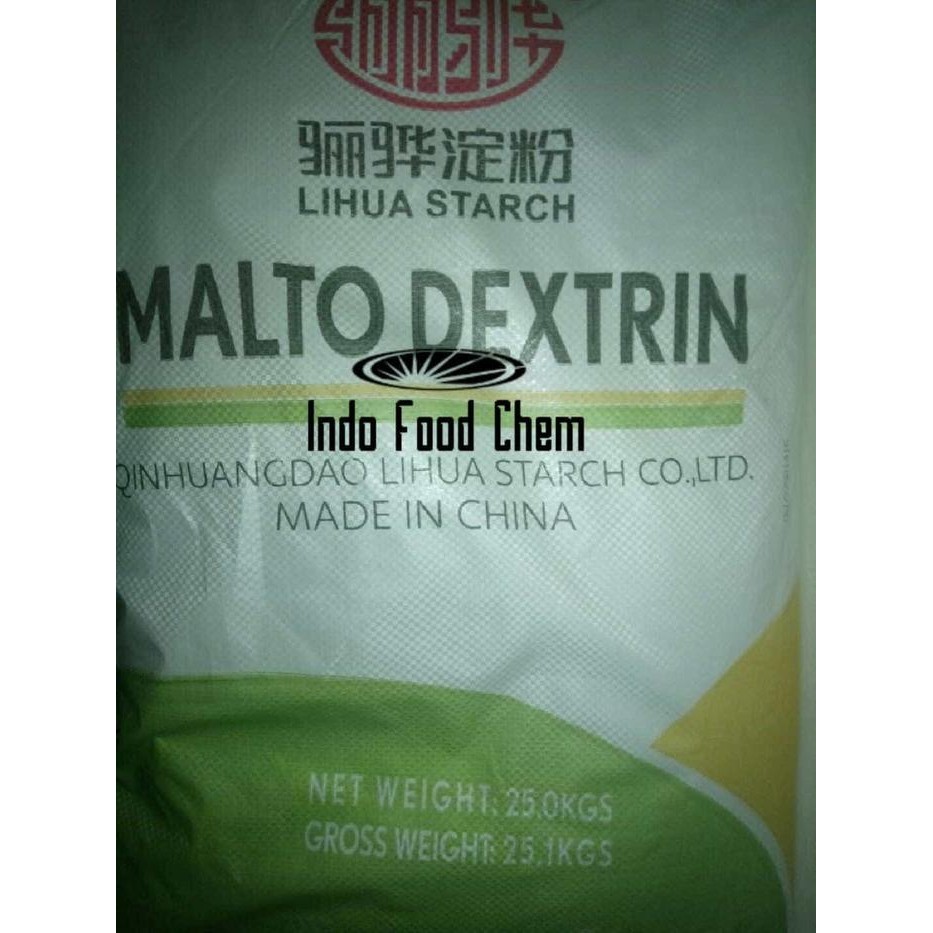 骊骅淀粉
LIHUA STARCH
MALTO DEXTRIN
Indo Food Chem
QINHUANGDAO LIHUA STARCH CO.,LTD.
MADE IN CHINA
NET WEIGHT: 25.0KGS
GROSS WEIGHT: 25.1KGS